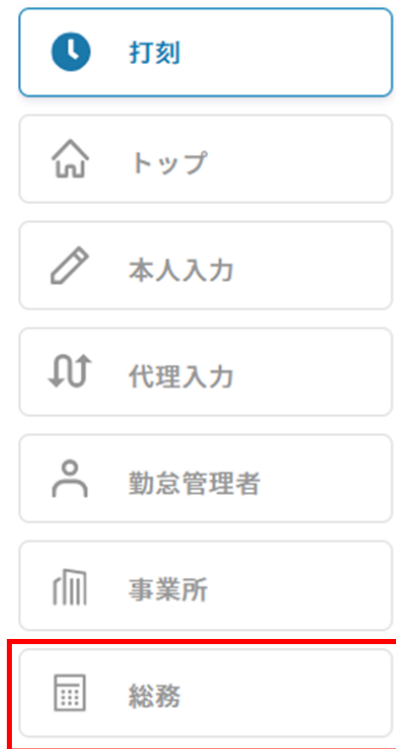 打刻
トップ
本人入力
代理入力
勤怠管理者
事業所
総務